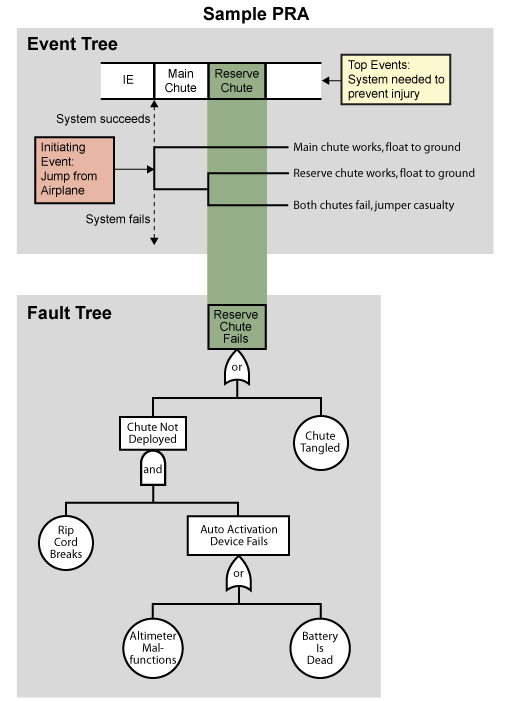 Sample PRA
Event Tree
IE
Main
Chute
Reserve
Chute
Top Events:
System needed to
prevent injury
System succeeds
Initiating
Event:
Jump from
Airplane
Main chute works, float to ground
Reserve chute works, float to ground
Both chutes fail, jumper casualty
System fails
Fault Tree
Reserve
Chute
Fails
or
Chute Not
Deployed
Chute
Tangled
and
Rip
Cord
Breaks
Auto Activation
Device Fails
or
Altimeter
Mal-
functions
Battery
Is
Dead